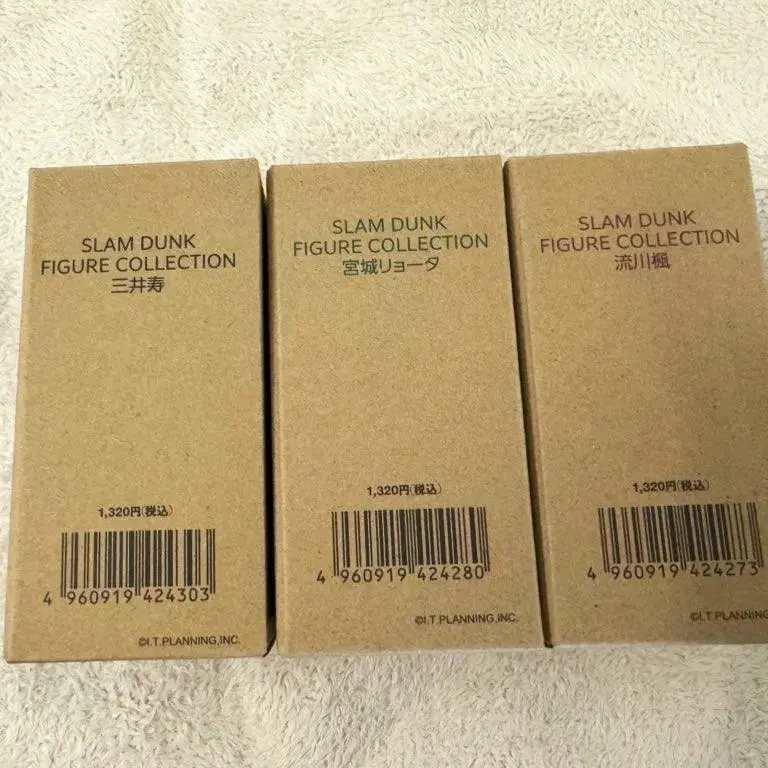 SLAM DUNK
FIGURE COLLECTION
三井寿
1,320円(税込)
4 960919 424303
©I.T.PLANNING,INC.
SLAM DUNK
FIGURE COLLECTION
宮城リョータ
1,320円(税込)
4 960919 424280
©I.T.PLANNING,INC.
SLAM DUNK
FIGURE COLLECTION
流川楓
1,320円(税込)
4 960919 424273
©I.T.PLANNING,INC